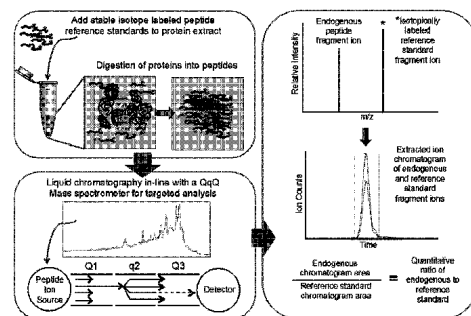 Add stable isotope labeled peptide
reference standards to protein extract
Digestion of proteins into peptides
Liquid chromatography in-line with a QqQ
Mass spectrometer for targeted analysis
Q1 q2 Q3
Peptide
Ion
Source
Detector
Endogenous
peptide
fragment ion
*
*Isotopically
labeled
reference
standard
fragment ion
Relative Intensity
m/z
Extracted ion
chromatogram
of endogenous
and reference
standard
fragment ions
Ion Counts
Time
Endogenous
chromatogram area
Reference standard
chromatogram area
=
Quantitative
ratio of
endogenous to
reference
standard